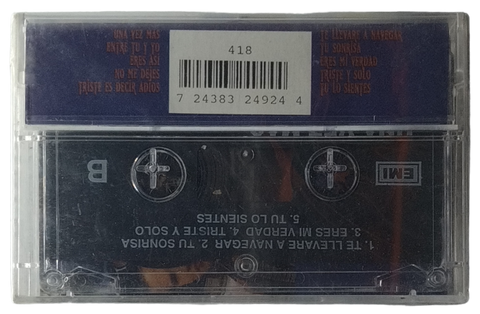 UNA VEZ MAS
ENTRE TU Y YO
ERES ASI
NO ME DEJES
TRISTE ES DECIR ADIOS
418
7 24383 24924 4
TE LLEVARE A NAVEGAR
TU SONRISA
ERES MI VERDAD
TRISTE Y SOLO
TU LO SIENTES
B
EMI
1. TE LLEVARE A NAVEGAR 2. TU SONRISA
3. ERES MI VERDAD 4. TRISTE Y SOLO
5. TU LO SIENTES